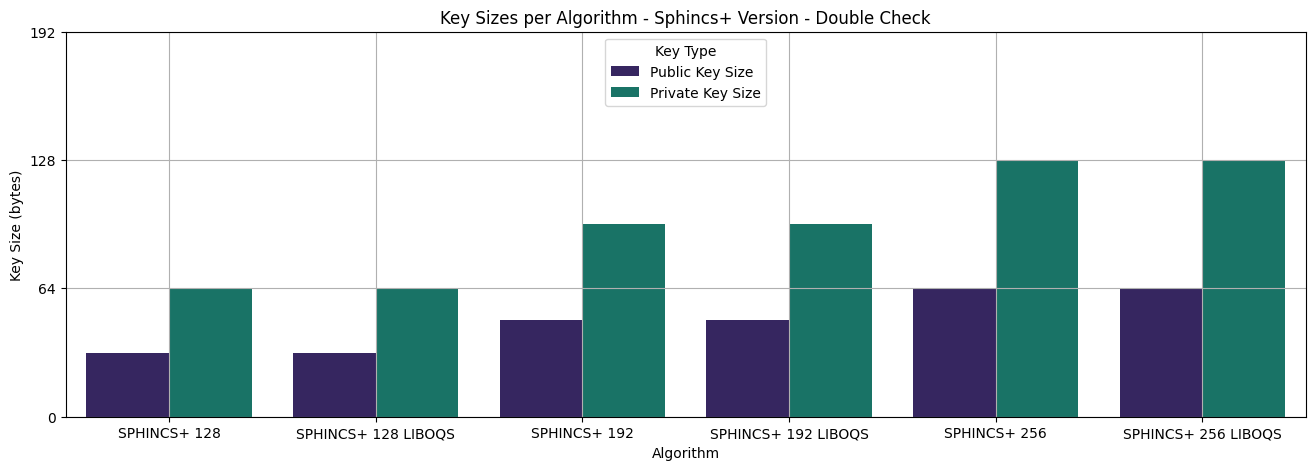 Key Sizes per Algorithm - Sphincs+ Version - Double Check
Key Type
Public Key Size
Private Key Size
Key Size (bytes)
192
128
64
0
SPHINCS+ 128
SPHINCS+ 128 LIBOQS
SPHINCS+ 192
SPHINCS+ 192 LIBOQS
SPHINCS+ 256
SPHINCS+ 256 LIBOQS
Algorithm